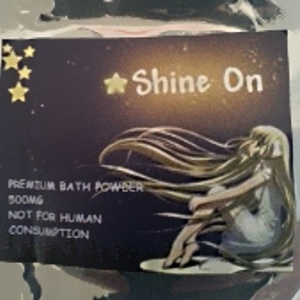 Shine On
PREMIUM BATH POWDER
500MG
NOT FOR HUMAN
CONSUMPTION